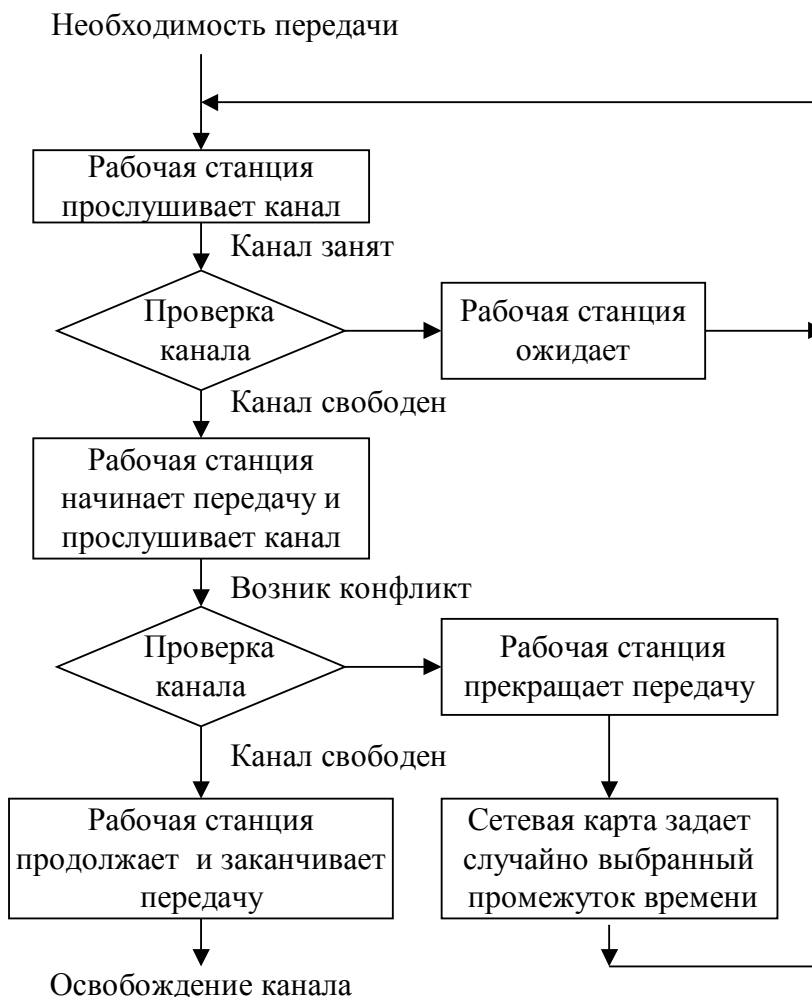 Необходимость передачи
Рабочая станция
прослушивает канал
Канал занят
Проверка
канала
Рабочая станция
ожидает
Канал свободен
Рабочая станция
начинает передачу и
прослушивает канал
Возник конфликт
Проверка
канала
Рабочая станция
прекращает передачу
Канал свободен
Рабочая станция
продолжает и заканчивает
передачу
Сетевая карта задает
случайно выбранный
промежуток времени
Освобождение канала